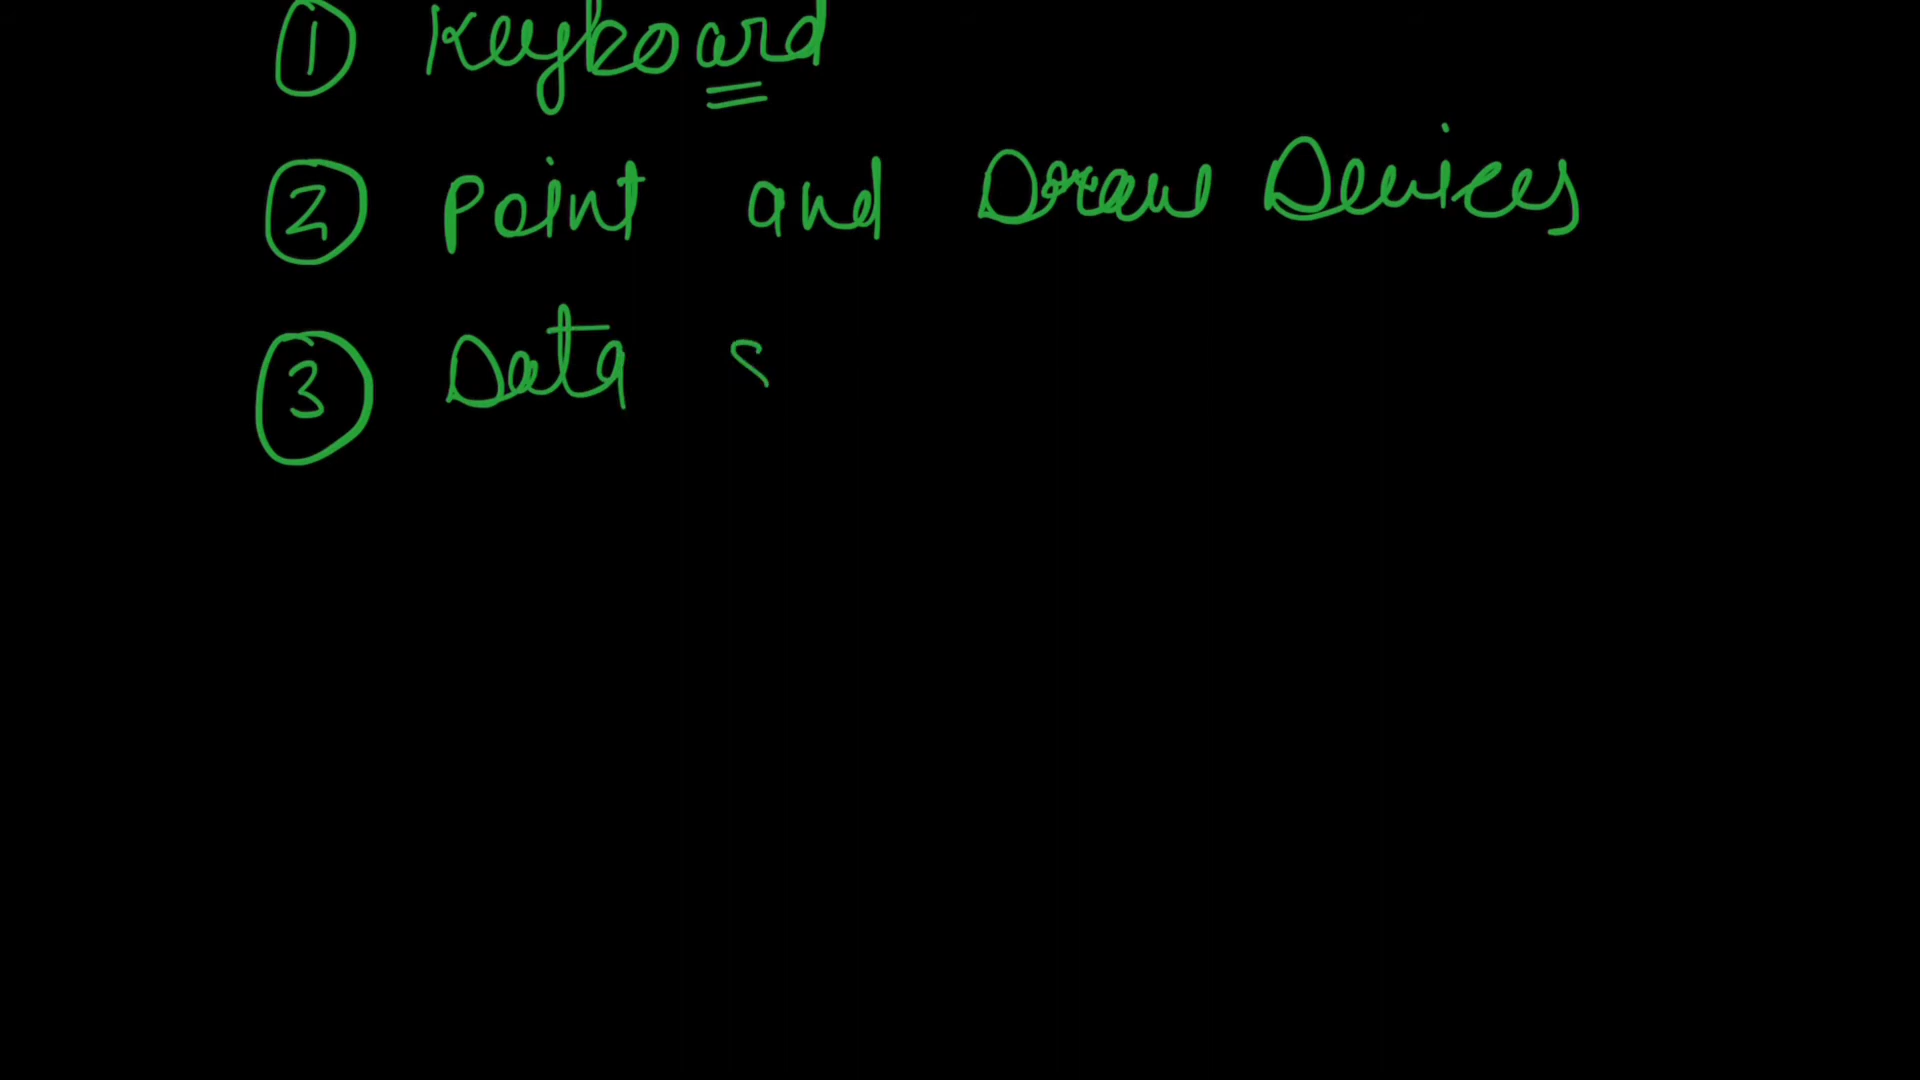 ① Keyboard
② Point and Draw Devices
③ Data S